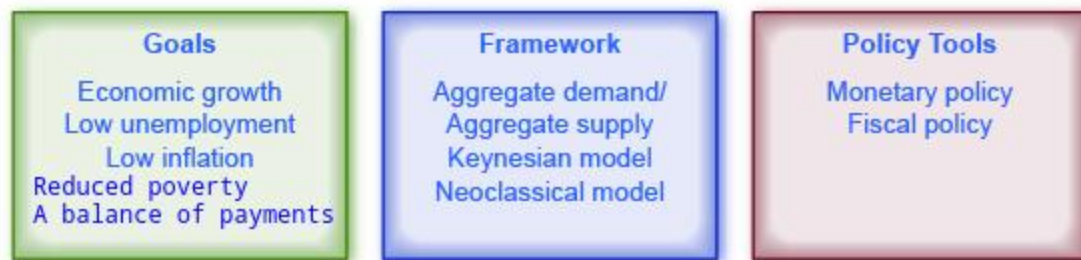 Goals
Economic growth
Low unemployment
Low inflation
Reduced poverty
A balance of payments
Framework
Aggregate demand/
Aggregate supply
Keynesian model
Neoclassical model
Policy Tools
Monetary policy
Fiscal policy